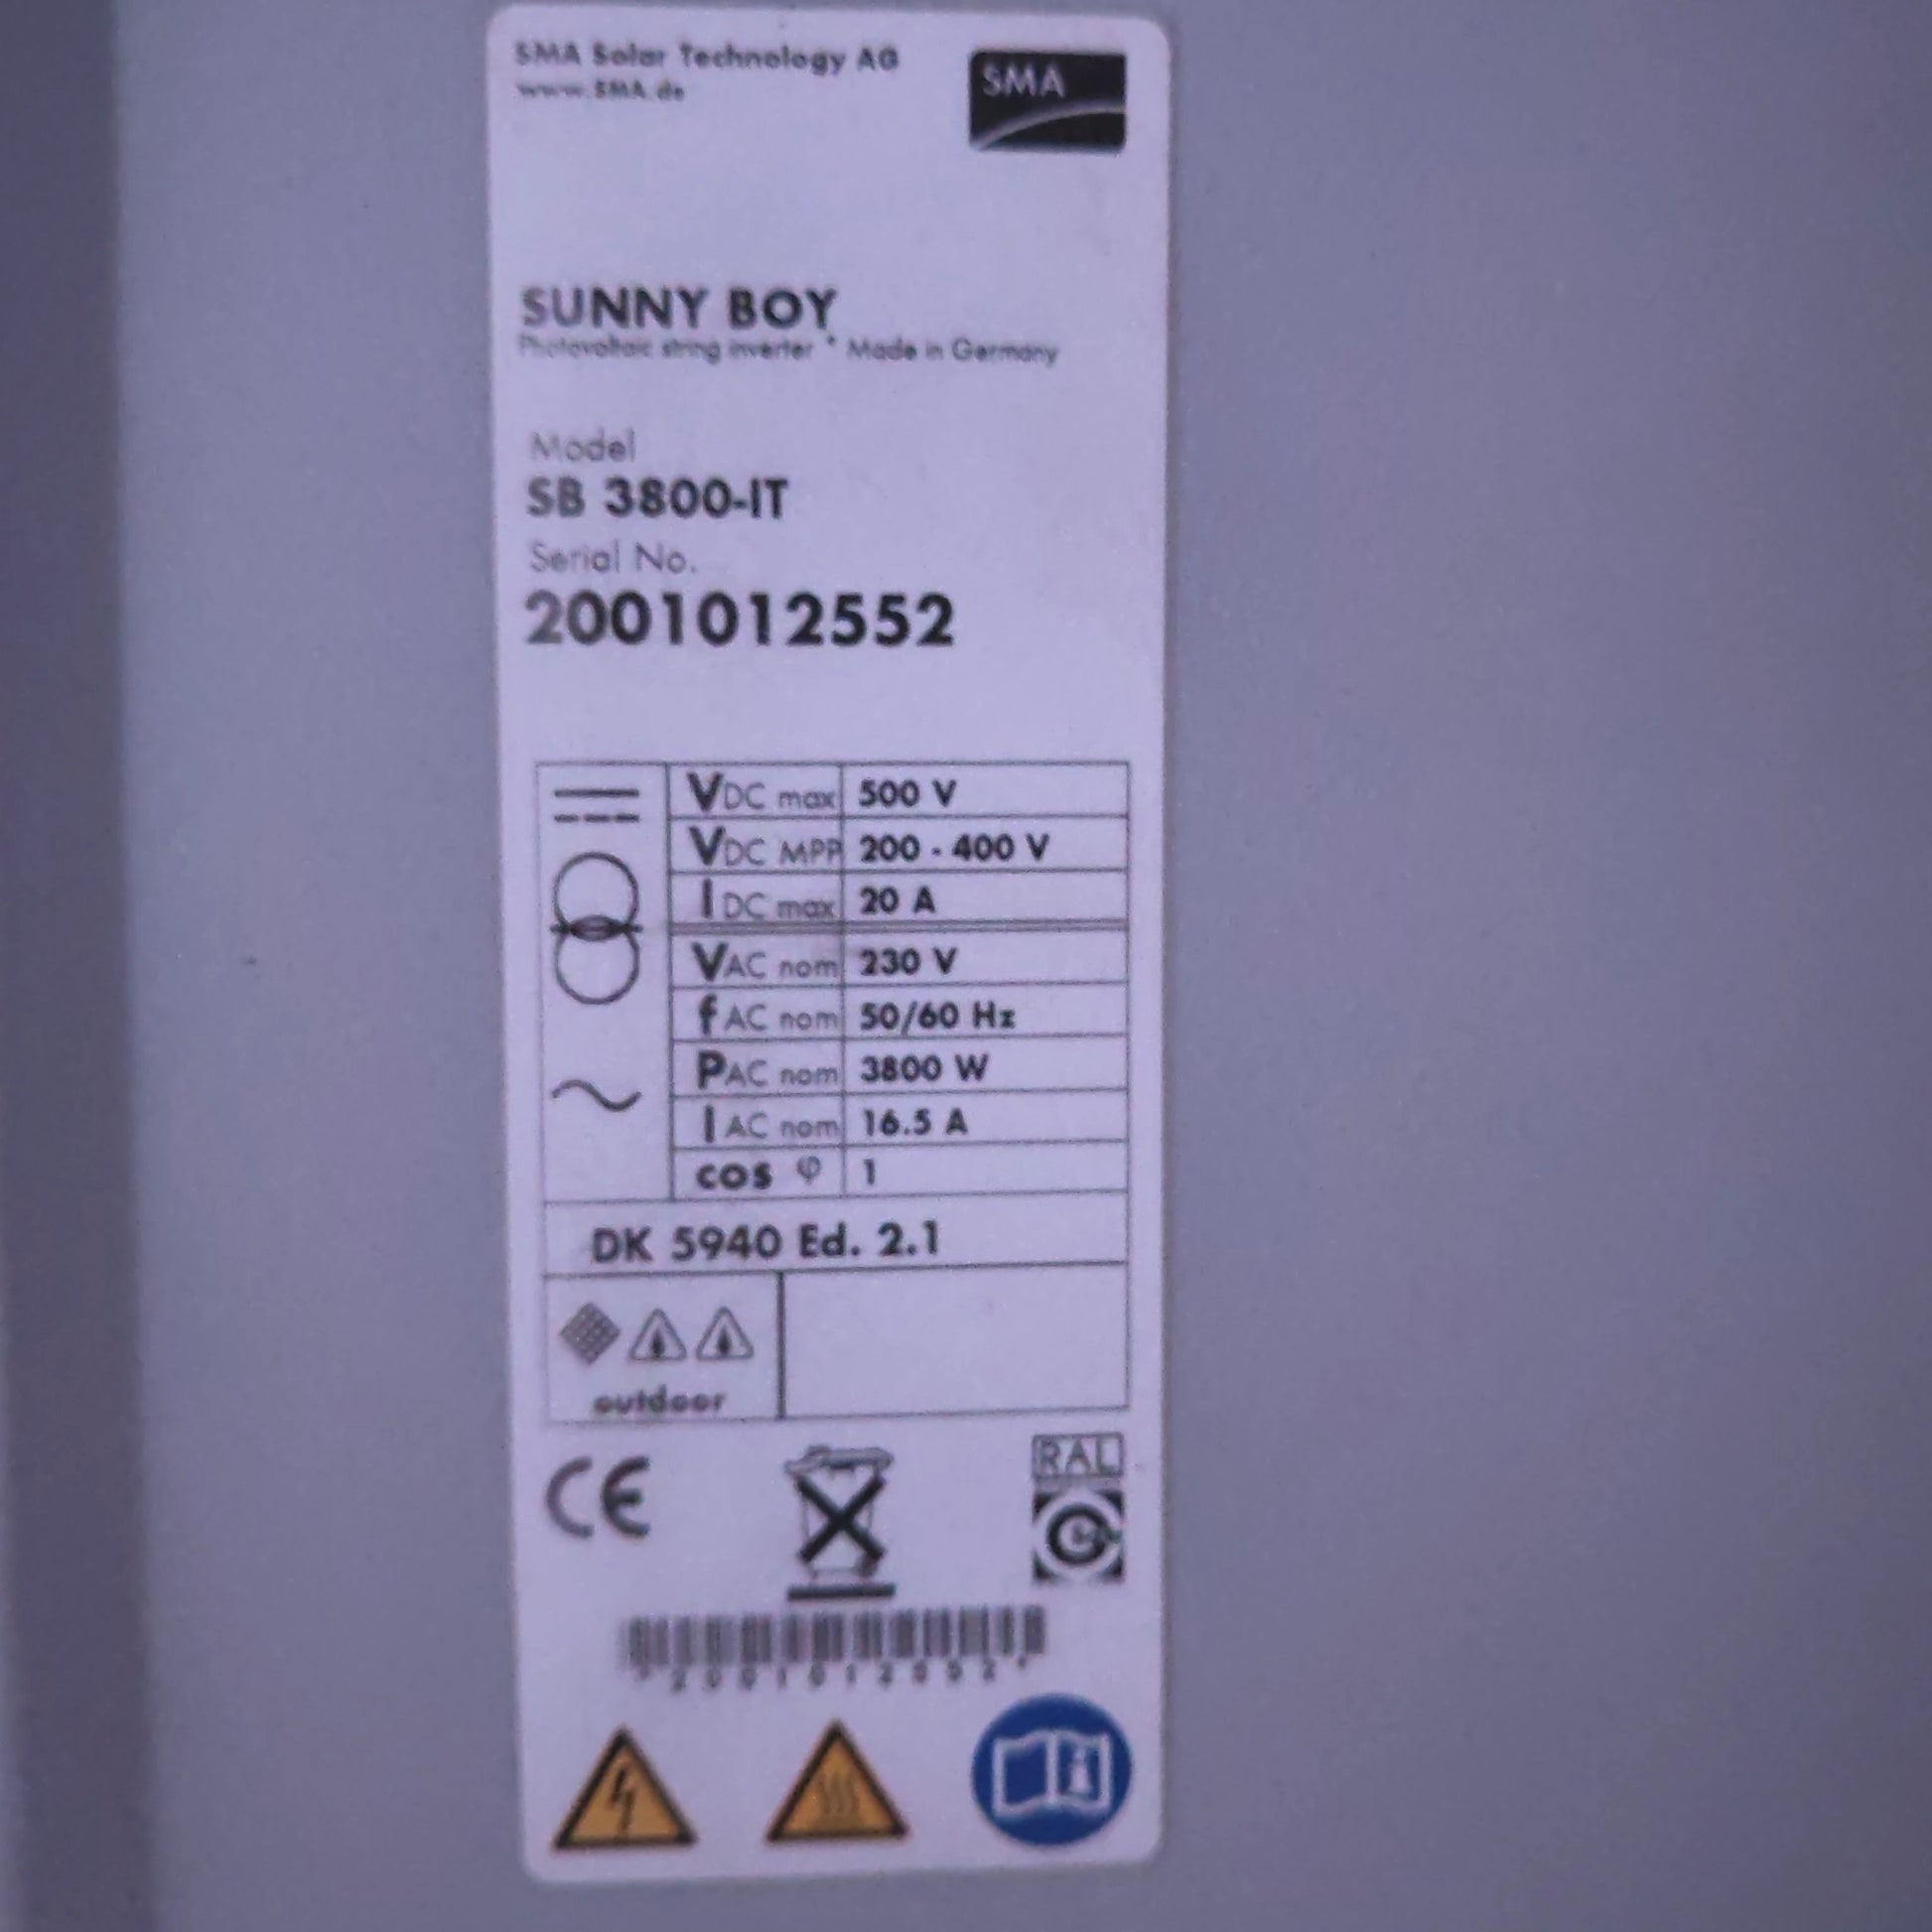 SMA Solar Technology AG
www.SMA.de
SMA
SUNNY BOY
Photovoltaic string inverter * Made in Germany
Model
SB 3800-IT
Serial No.
2001012552
VDC max 500 V
VDC MPP 200 - 400 V
IDC max 20 A
VAC nom 230 V
fAC nom 50/60 Hz
PAC nom 3800 W
IAC nom 16.5 A
cos φ 1
DK 5940 Ed. 2.1
outdoor
CE
RAL
*2001012552*